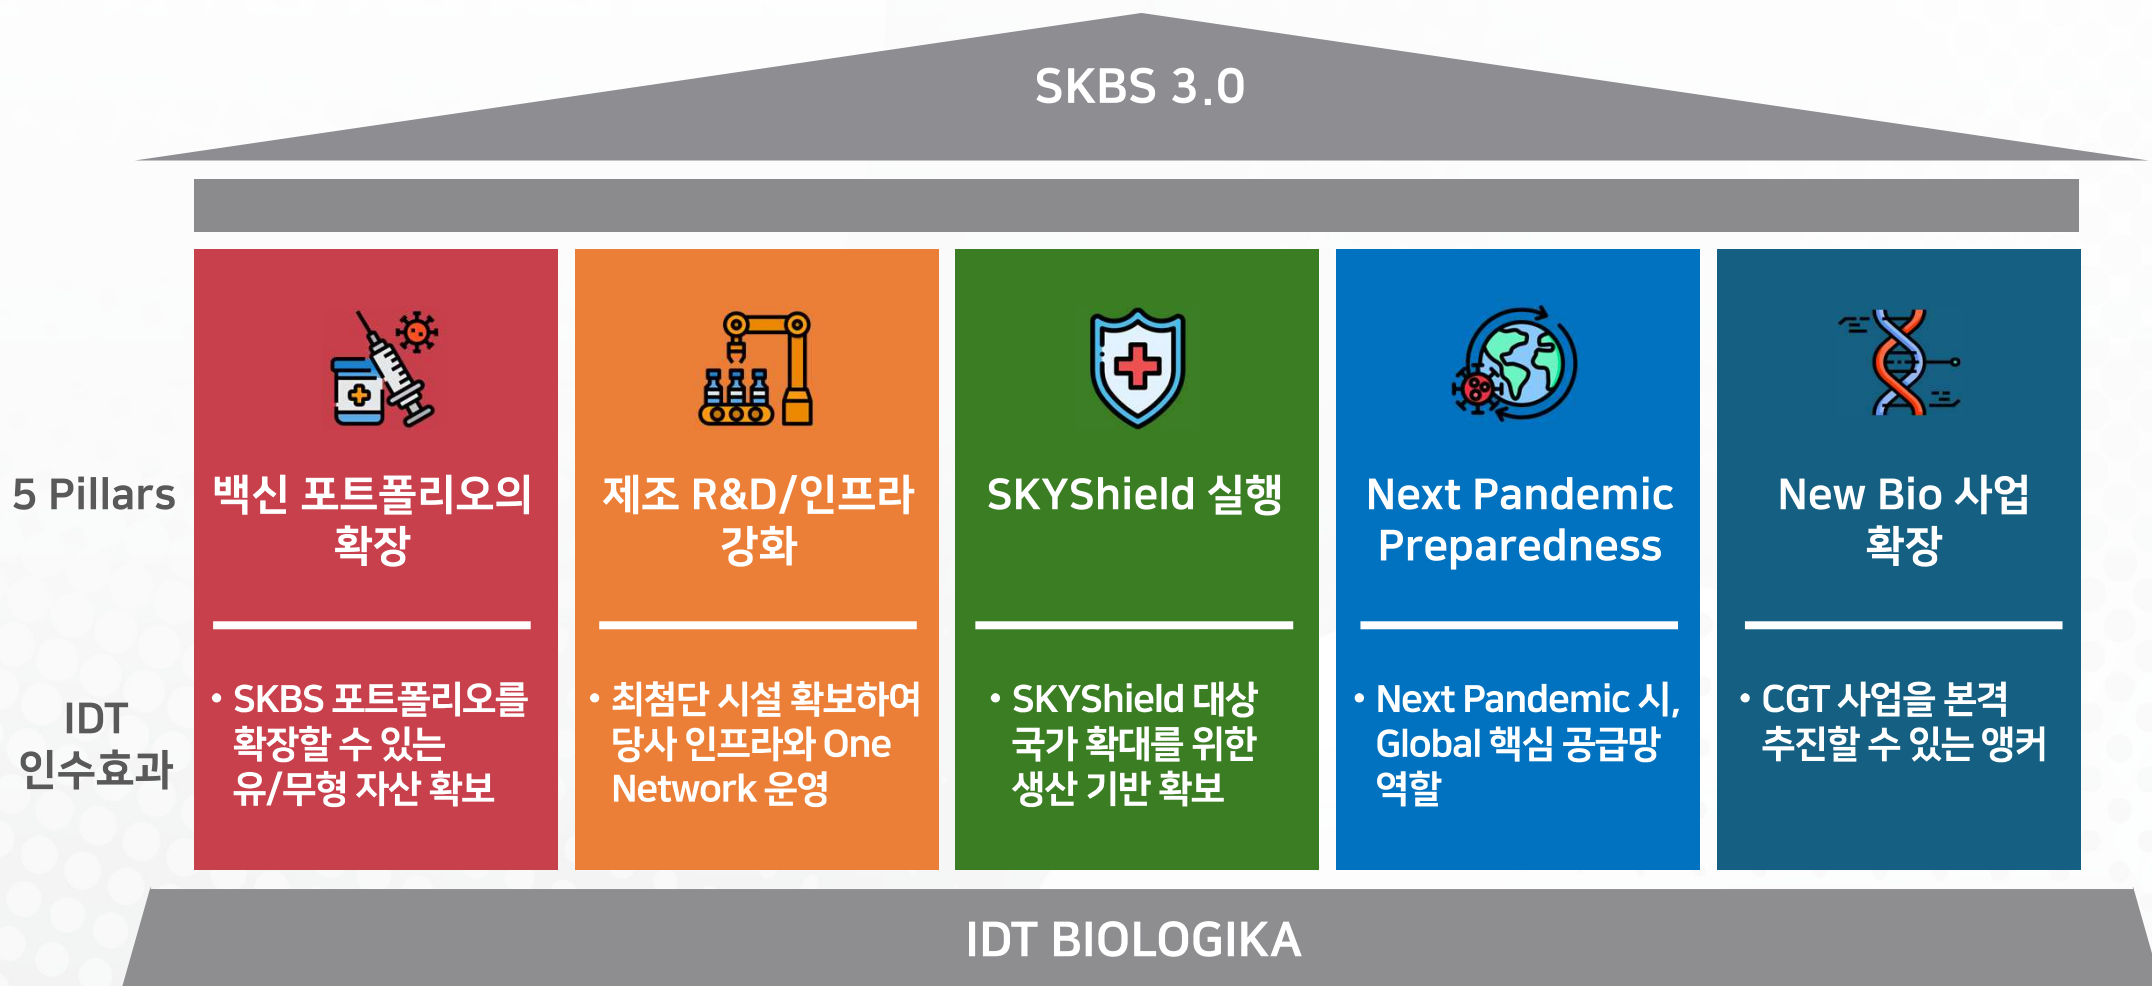 SKBS 3.0
5 Pillars
백신 포트폴리오의
확장
제조 R&D/인프라
강화
SKYShield 실행
Next Pandemic
Preparedness
New Bio 사업
확장
IDT
인수효과
• SKBS 포트폴리오를
확장할 수 있는
유/무형 자산 확보
• 최첨단 시설 확보하여
당사 인프라와 One
Network 운영
• SKYShield 대상
국가 확대를 위한
생산 기반 확보
• Next Pandemic 시,
Global 핵심 공급망
역할
• CGT 사업을 본격
추진할 수 있는 앵커
IDT BIOLOGIKA